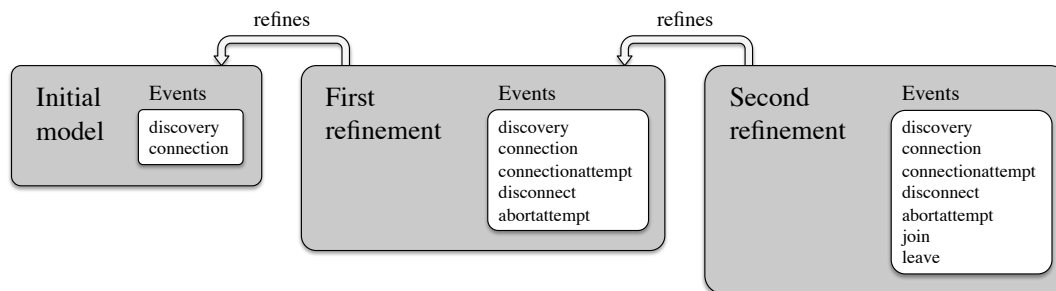 refines
refines
Initial
model
Events
discovery
connection
First
refinement
Events
discovery
connection
connectionattempt
disconnect
abortattempt
Second
refinement
Events
discovery
connection
connectionattempt
disconnect
abortattempt
join
leave